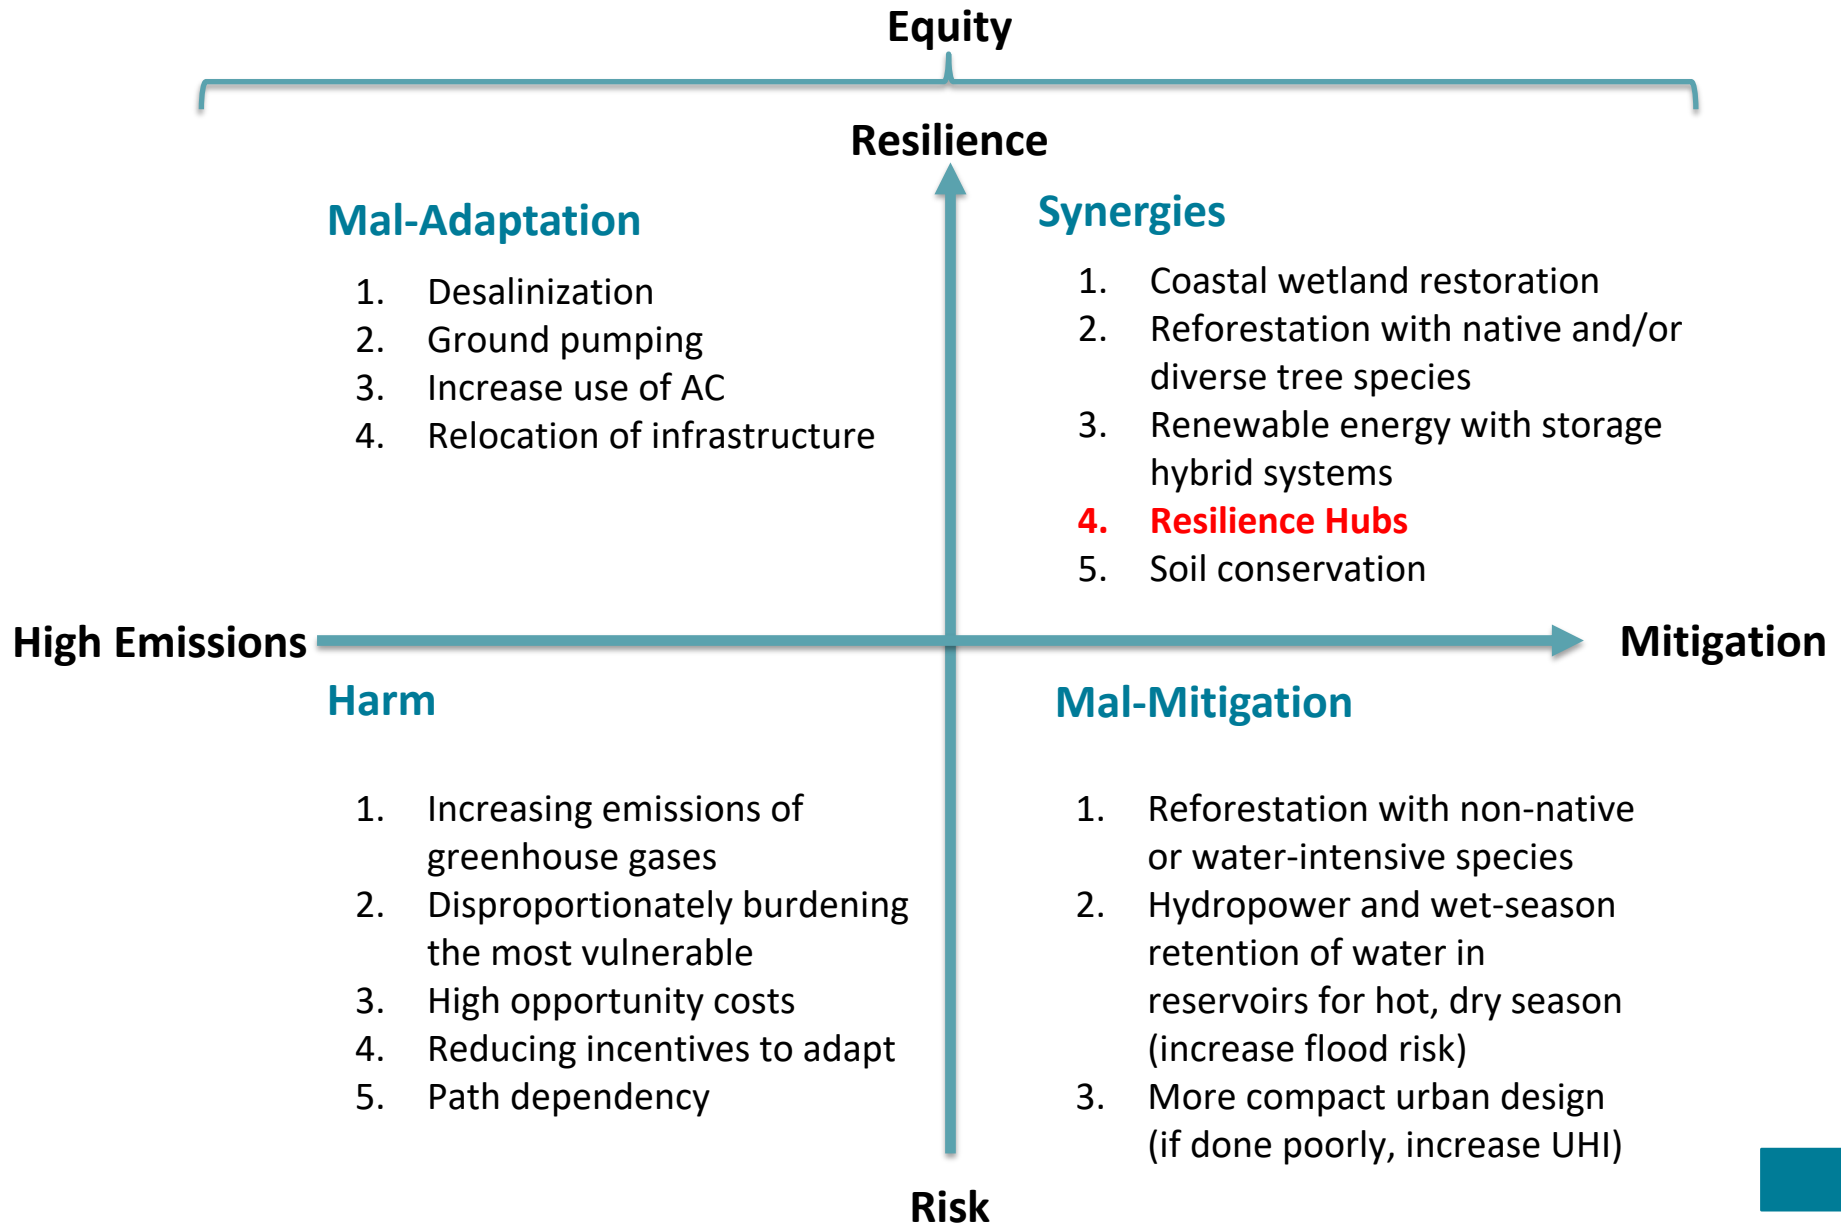 Equity
Resilience
Mal-Adaptation
1. Desalinization
2. Ground pumping
3. Increase use of AC
4. Relocation of infrastructure
Synergies
1. Coastal wetland restoration
2. Reforestation with native and/or
diverse tree species
3. Renewable energy with storage
hybrid systems
4. Resilience Hubs
5. Soil conservation
High Emissions
Mitigation
Harm
1. Increasing emissions of
greenhouse gases
2. Disproportionately burdening
the most vulnerable
3. High opportunity costs
4. Reducing incentives to adapt
5. Path dependency
Mal-Mitigation
1. Reforestation with non-native
or water-intensive species
2. Hydropower and wet-season
retention of water in
reservoirs for hot, dry season
(increase flood risk)
3. More compact urban design
(if done poorly, increase UHI)
Risk